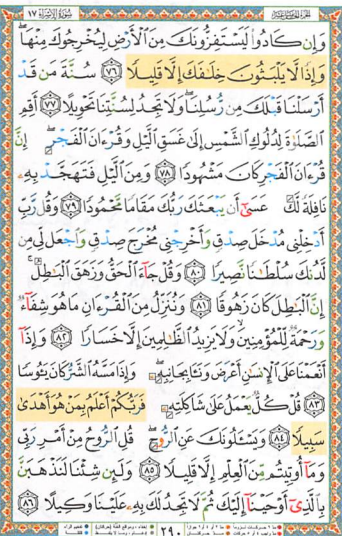 سورة الإسراء ١٧
وَإِن كَادُوا۟ لَيَسْتَفِزُّونَكَ مِنَ ٱلْأَرْضِ لِيُخْرِجُوكَ مِنْهَا ۖ
وَإِذًا لَّا يَلْبَثُونَ خِلَـٰفَكَ إِلَّا قَلِيلًا ٧٦ سُنَّةَ مَن قَدْ
أَرْسَلْنَا قَبْلَكَ مِن رُّسُلِنَا ۖ وَلَا تَجِدُ لِسُنَّتِنَا تَحْوِيلًا ٧٧ أَقِمِ
ٱلصَّلَوٰةَ لِدُلُوكِ ٱلشَّمْسِ إِلَىٰ غَسَقِ ٱلَّيْلِ وَقُرْءَانَ ٱلْفَجْرِ ۖ إِنَّ
قُرْءَانَ ٱلْفَجْرِ كَانَ مَشْهُودًا ٧٨ وَمِنَ ٱلَّيْلِ فَتَهَجَّدْ بِهِۦ
نَافِلَةً لَّكَ عَسَىٰٓ أَن يَبْعَثَكَ رَبُّكَ مَقَامًا مَّحْمُودًا ٧٩ وَقُل رَّبِّ
أَدْخِلْنِى مُدْخَلَ صِدْقٍ وَأَخْرِجْنِى مُخْرَجَ صِدْقٍ وَٱجْعَل لِّى مِن
لَّدُنكَ سُلْطَـٰنًا نَّصِيرًا ٨٠ وَقُلْ جَآءَ ٱلْحَقُّ وَزَهَقَ ٱلْبَـٰطِلُ ۚ
إِنَّ ٱلْبَـٰطِلَ كَانَ زَهُوقًا ٨١ وَنُنَزِّلُ مِنَ ٱلْقُرْءَانِ مَا هُوَ شِفَآءٌ
وَرَحْمَةٌ لِّلْمُؤْمِنِينَ ۙ وَلَا يَزِيدُ ٱلظَّـٰلِمِينَ إِلَّا خَسَارًا ٨٢ وَإِذَآ
أَنْعَمْنَا عَلَى ٱلْإِنسَـٰنِ أَعْرَضَ وَنَـَٔا بِجَانِبِهِۦ ۖ وَإِذَا مَسَّهُ ٱلشَّرُّ كَانَ يَـُٔوسًا
٨٣ قُلْ كُلٌّ يَعْمَلُ عَلَىٰ شَاكِلَتِهِۦ فَرَبُّكُمْ أَعْلَمُ بِمَنْ هُوَ أَهْدَىٰ
سَبِيلًا ٨٤ وَيَسْـَٔلُونَكَ عَنِ ٱلرُّوحِ ۖ قُلِ ٱلرُّوحُ مِنْ أَمْرِ رَبِّى
وَمَآ أُوتِيتُم مِّنَ ٱلْعِلْمِ إِلَّا قَلِيلًا ٨٥ وَلَئِن شِئْنَا لَنَذْهَبَنَّ
بِٱلَّذِىٓ أَوْحَيْنَآ إِلَيْكَ ثُمَّ لَا تَجِدُ لَكَ بِهِۦ عَلَيْنَا وَكِيلًا ٨٦
٢٩٠